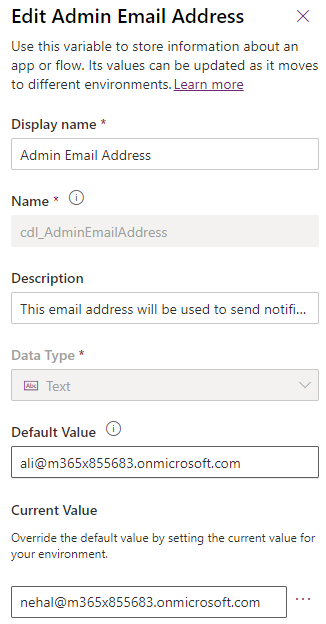 Edit Admin Email Address
Use this variable to store information about an
app or flow. Its values can be updated as it moves
to different environments. Learn more
Display name *
Admin Email Address
Name *
cdl_AdminEmailAddress
Description
This email address will be used to send notifi...
Data Type *
Abc Text
Default Value
ali@m365x855683.onmicrosoft.com
Current Value
Override the default value by setting the current value for
your environment.
nehal@m365x855683.onmicrosoft.com